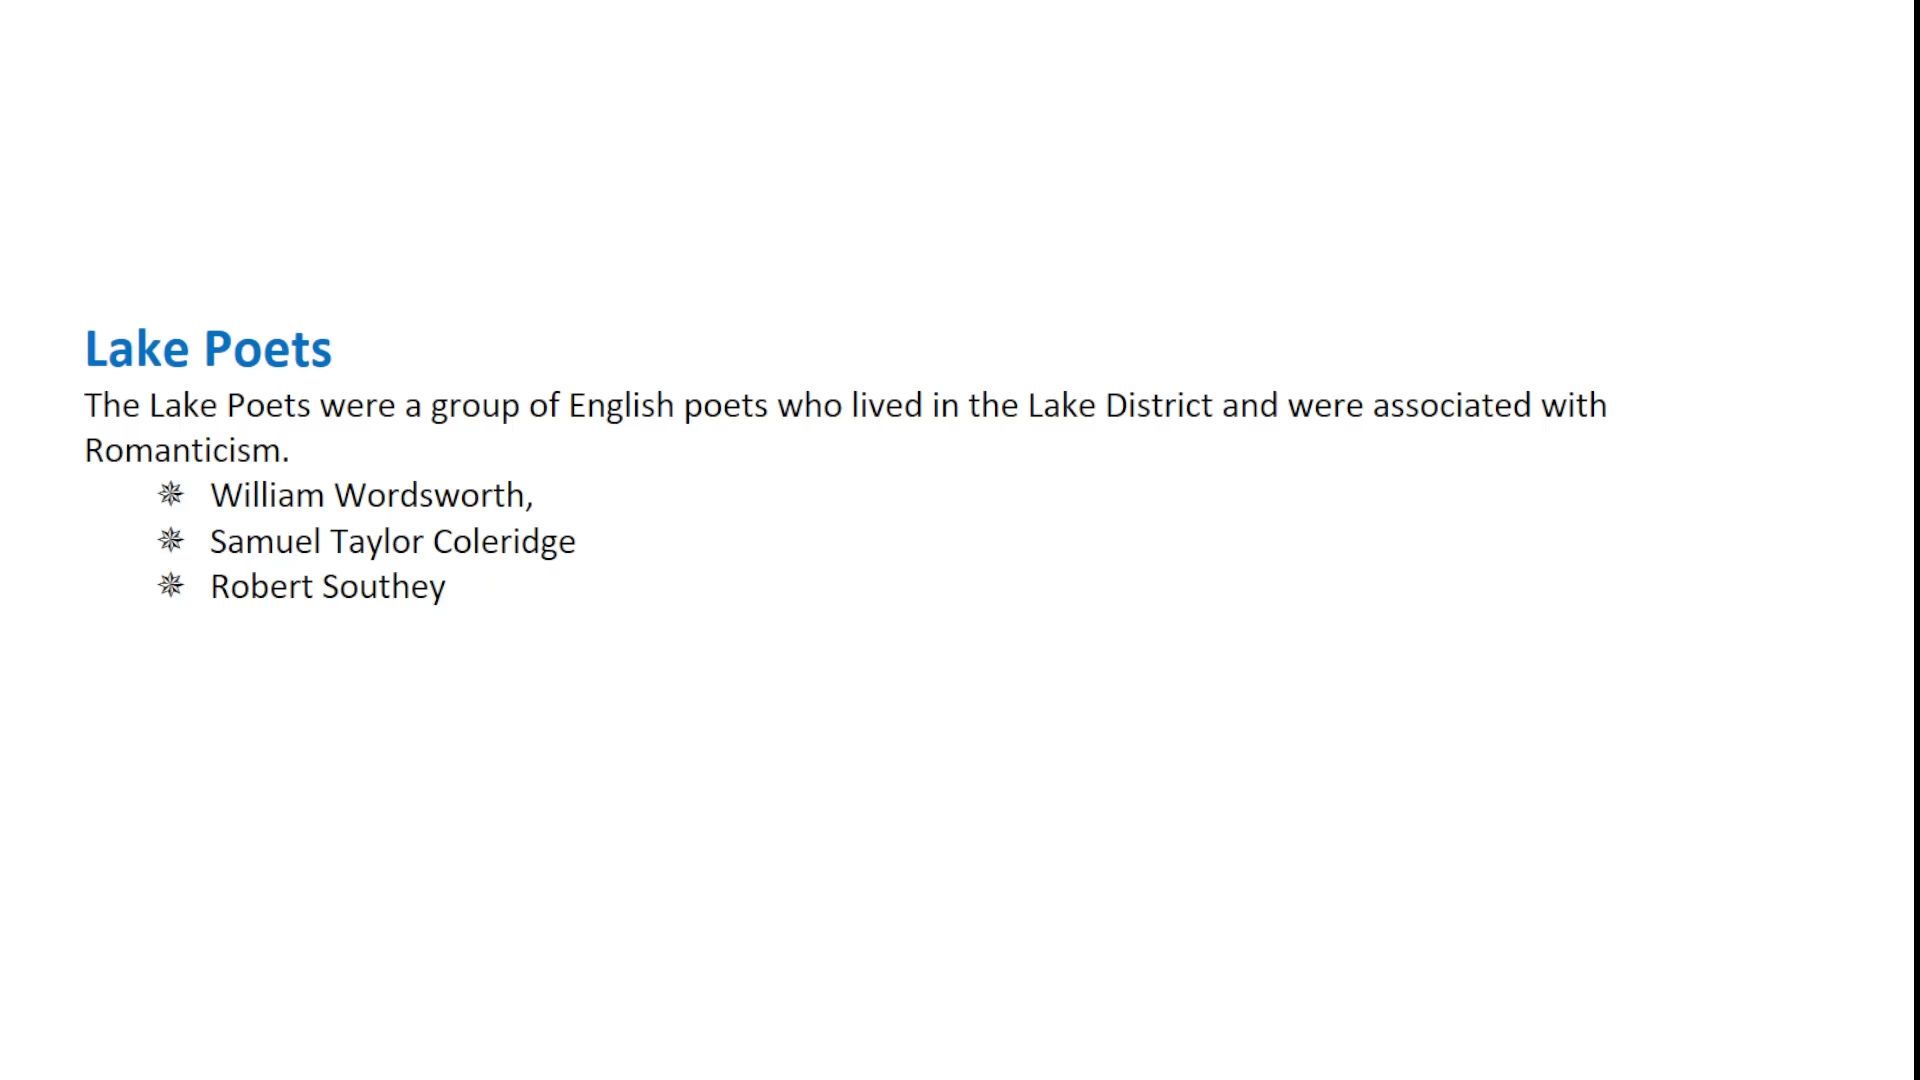 Lake Poets
The Lake Poets were a group of English poets who lived in the Lake District and were associated with
Romanticism.
✵ William Wordsworth,
✵ Samuel Taylor Coleridge
✵ Robert Southey